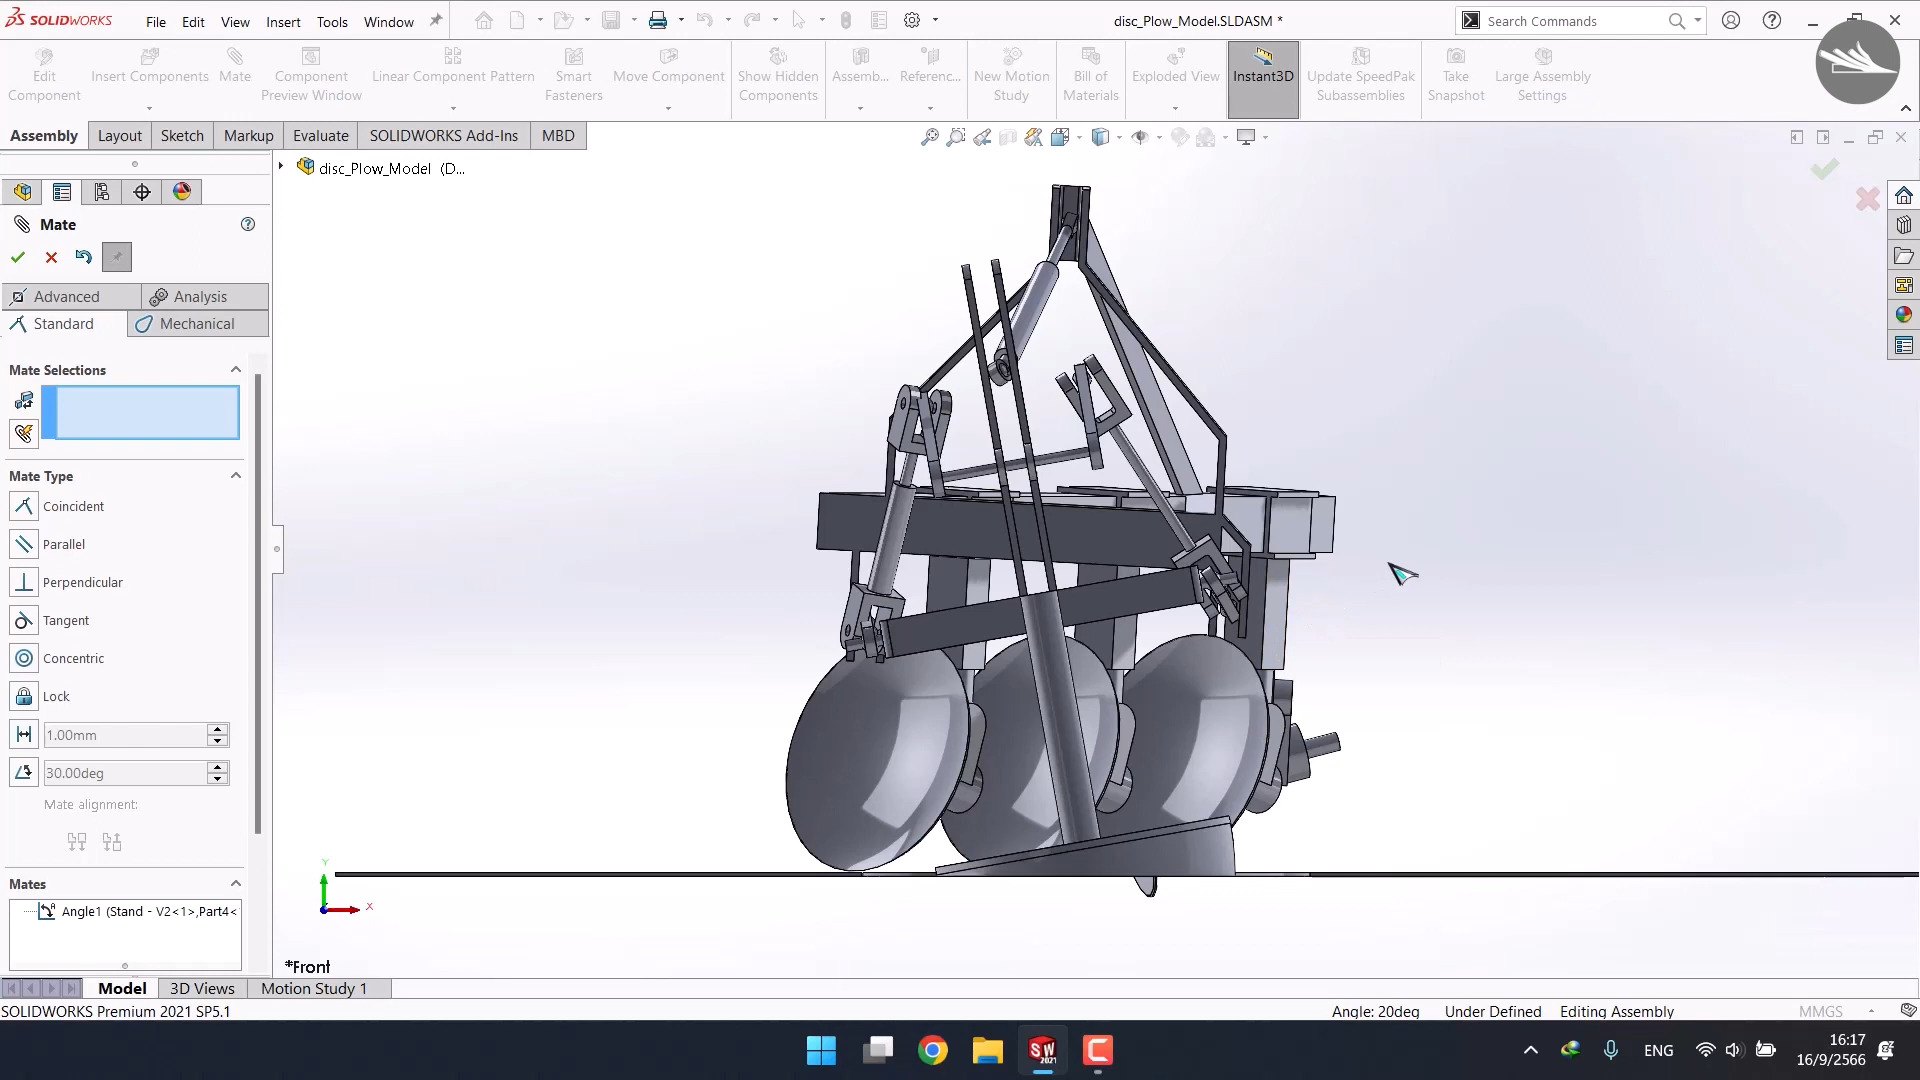 SOLIDWORKS
File Edit View Insert Tools Window
disc_Plow_Model.SLDASM *
Search Commands
Edit Component
Insert Components
Mate
Component Preview Window
Linear Component Pattern
Smart Fasteners
Move Component
Show Hidden Components
Assemb...
Referenc...
New Motion Study
Bill of Materials
Exploded View
Instant3D
Update SpeedPak Subassemblies
Take Snapshot
Large Assembly Settings
Assembly Layout Sketch Markup Evaluate SOLIDWORKS Add-Ins MBD
disc_Plow_Model (D...
Mate
Advanced Analysis
Standard Mechanical
Mate Selections
Mate Type
Coincident
Parallel
Perpendicular
Tangent
Concentric
Lock
1.00mm
30.00deg
Mate alignment:
Mates
Angle1 (Stand - V2<1>,Part4<
Y
X
*Front
Model 3D Views Motion Study 1
SOLIDWORKS Premium 2021 SP5.1
Angle: 20deg Under Defined Editing Assembly MMGS
SW
2021
ENG
16:17
16/9/2566